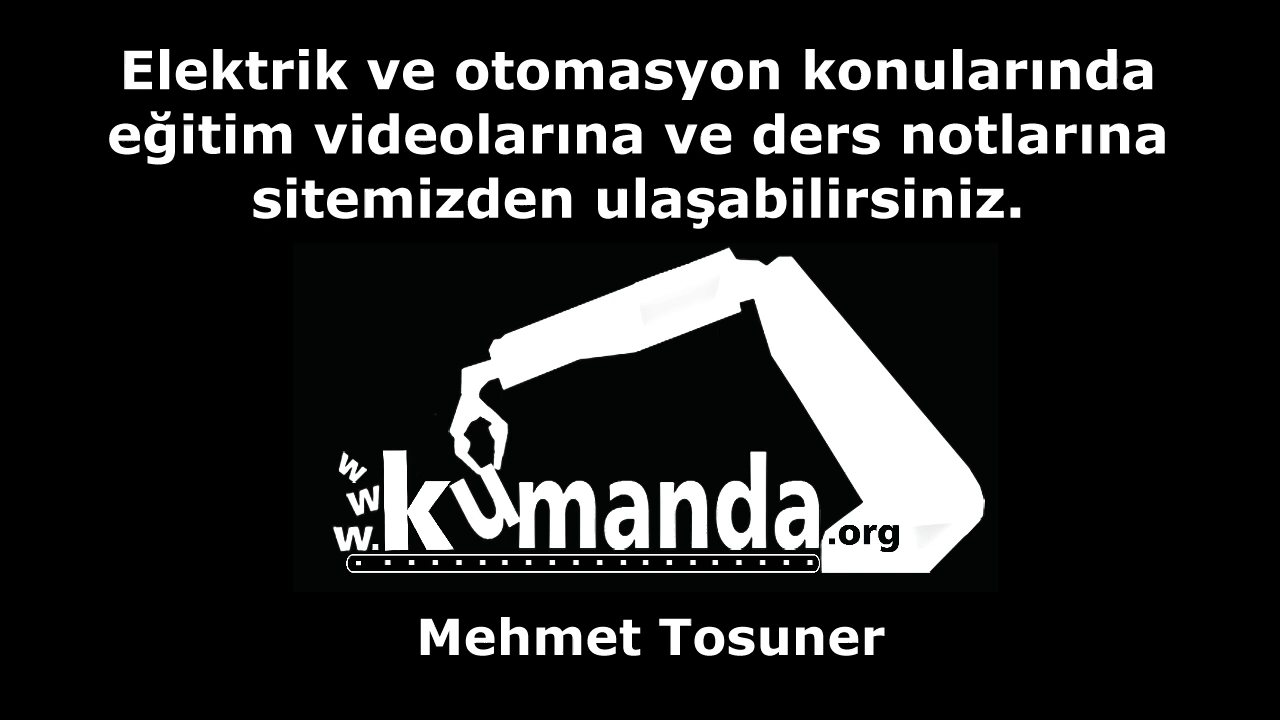 Elektrik ve otomasyon konularında
eğitim videolarına ve ders notlarına
sitemizden ulaşabilirsiniz.
www.kumanda.org
Mehmet Tosuner